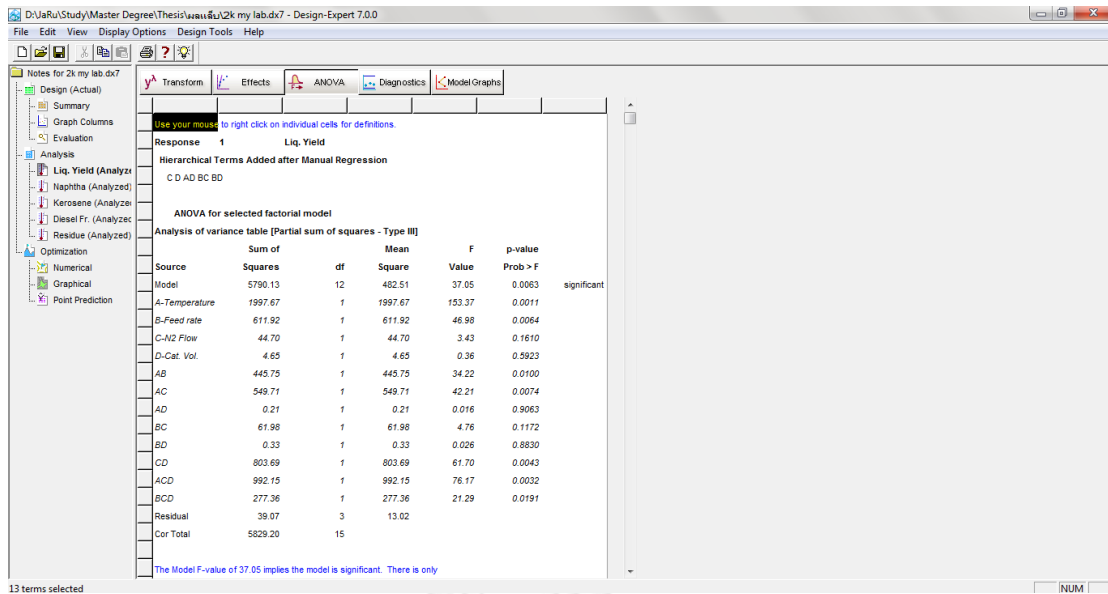 D:\JaRu\Study\Master Degree\Thesis\ผลแล็บ\2k my lab.dx7 - Design-Expert 7.0.0
File Edit View Display Options Design Tools Help
Notes for 2k my lab.dx7
Design (Actual)
Summary
Graph Columns
Evaluation
Analysis
Liq. Yield (Analyze
Naphtha (Analyzed)
Kerosene (Analyze
Diesel Fr. (Analyzed
Residue (Analyzed)
Optimization
Numerical
Graphical
Point Prediction
yλ Transform Effects ANOVA Diagnostics Model Graphs
Use your mouse to right click on individual cells for definitions.
Response 1 Liq. Yield
Hierarchical Terms Added after Manual Regression
C D AD BC BD
ANOVA for selected factorial model
Analysis of variance table [Partial sum of squares - Type III]
Sum of Mean F p-value
Source Squares df Square Value Prob > F
Model 5790.13 12 482.51 37.05 0.0063 significant
A-Temperature 1997.67 1 1997.67 153.37 0.0011
B-Feed rate 611.92 1 611.92 46.98 0.0064
C-N2 Flow 44.70 1 44.70 3.43 0.1610
D-Cat. Vol. 4.65 1 4.65 0.36 0.5923
AB 445.75 1 445.75 34.22 0.0100
AC 549.71 1 549.71 42.21 0.0074
AD 0.21 1 0.21 0.016 0.9063
BC 61.98 1 61.98 4.76 0.1172
BD 0.33 1 0.33 0.026 0.8830
CD 803.69 1 803.69 61.70 0.0043
ACD 992.15 1 992.15 76.17 0.0032
BCD 277.36 1 277.36 21.29 0.0191
Residual 39.07 3 13.02
Cor Total 5829.20 15
The Model F-value of 37.05 implies the model is significant. There is only
13 terms selected NUM